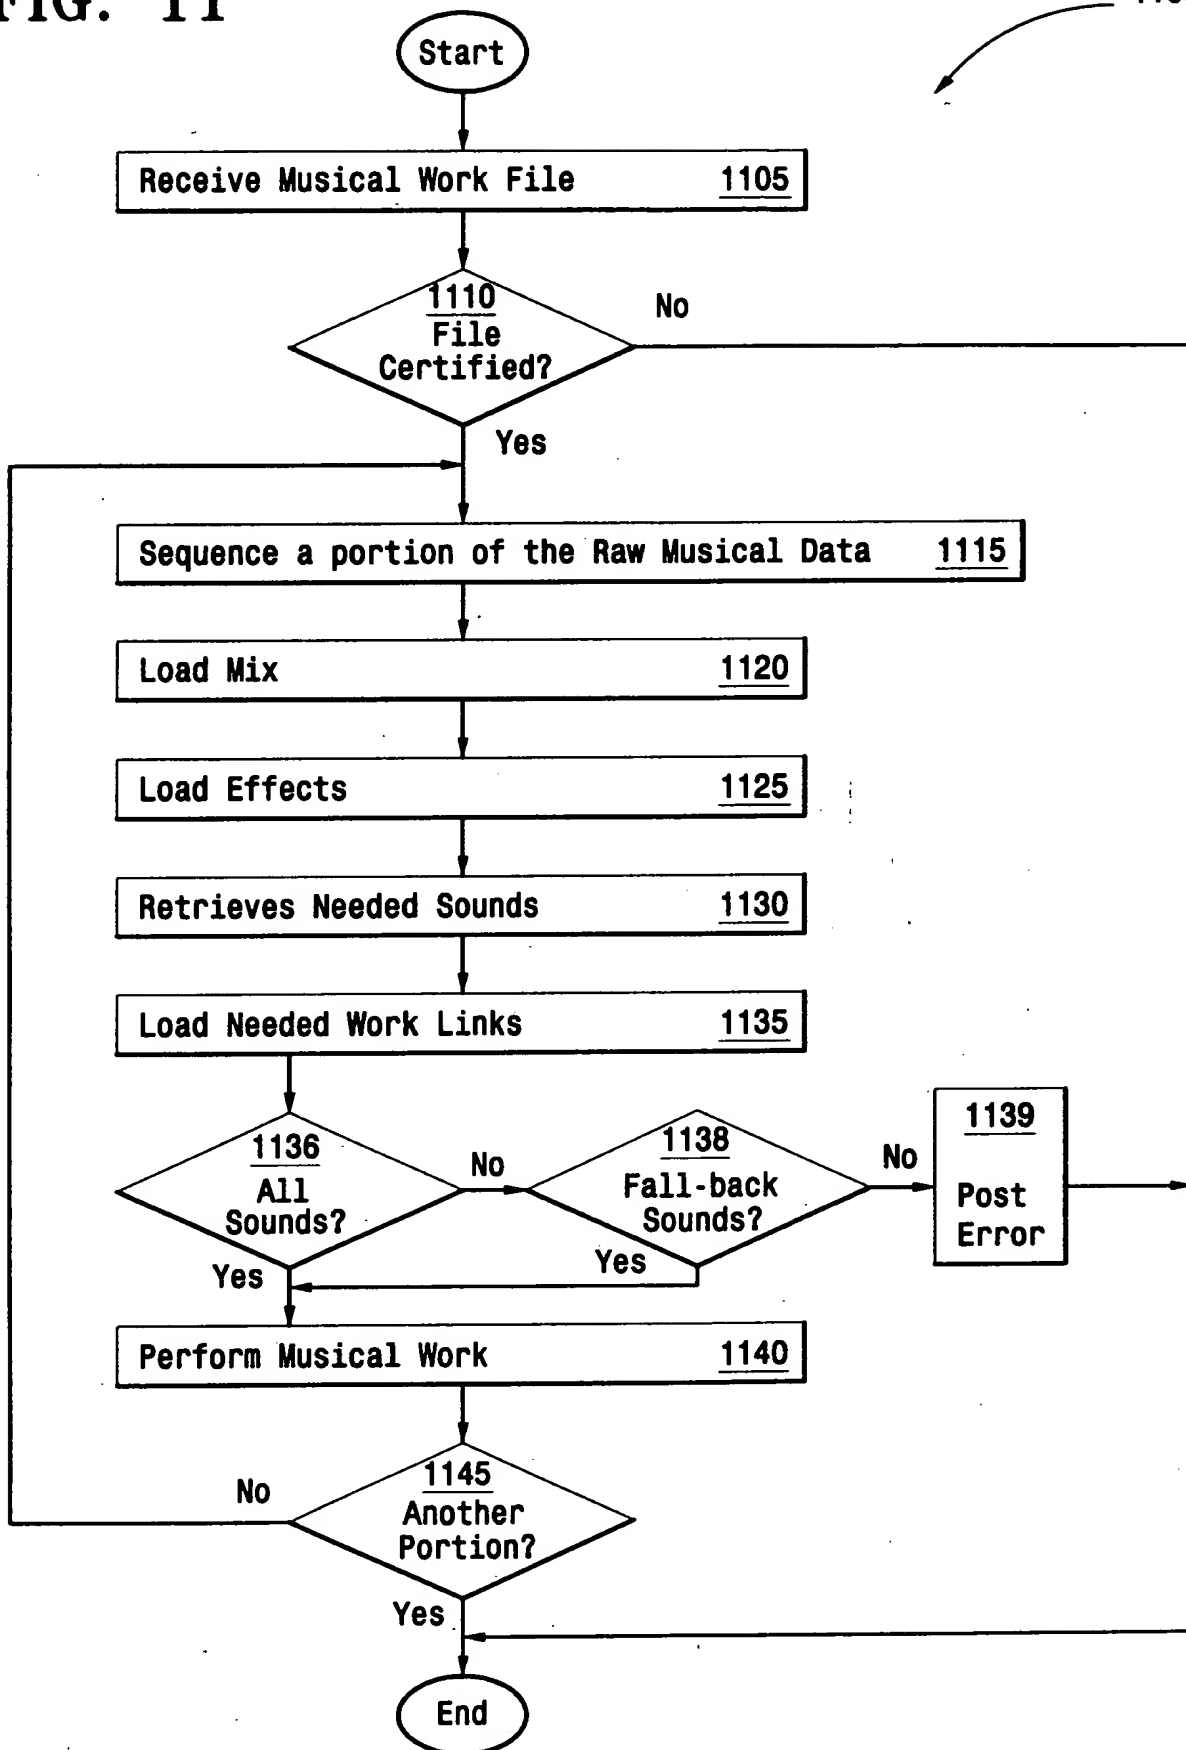 FIG. 11
Start
Receive Musical Work File 1105
1110
File
Certified?
No
Yes
Sequence a portion of the Raw Musical Data 1115
Load Mix 1120
Load Effects 1125
Retrieves Needed Sounds 1130
Load Needed Work Links 1135
1136
All
Sounds?
No
1138
Fall-back
Sounds?
No
1139
Post
Error
Yes
Yes
Perform Musical Work 1140
1145
Another
Portion?
No
Yes
End